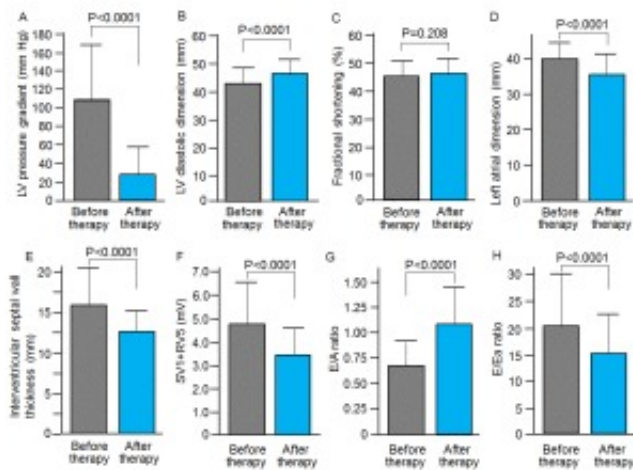 A
P<0.0001
LV pressure gradient (mm Hg)
180
160
140
120
100
80
60
40
20
0
Before therapy
After therapy
B
P<0.0001
LV diastolic dimension (mm)
60
50
40
30
20
10
0
Before therapy
After therapy
C
P=0.208
Fractional shortening (%)
60
50
40
30
20
10
0
Before therapy
After therapy
D
P<0.0001
Left atrial dimension (mm)
40
20
0
Before therapy
After therapy
E
P<0.0001
Interventricular septal wall
thickness (mm)
20
15
10
5
0
Before therapy
After therapy
F
P<0.0001
SV1+RV5 (mV)
6.0
5.0
4.0
3.0
2.0
0
Before therapy
After therapy
G
P<0.0001
E/A ratio
1.50
1.25
1.00
0.75
0.50
0.25
0
Before therapy
After therapy
H
P<0.0001
E/Ea ratio
30
25
20
15
10
5
0
Before therapy
After therapy